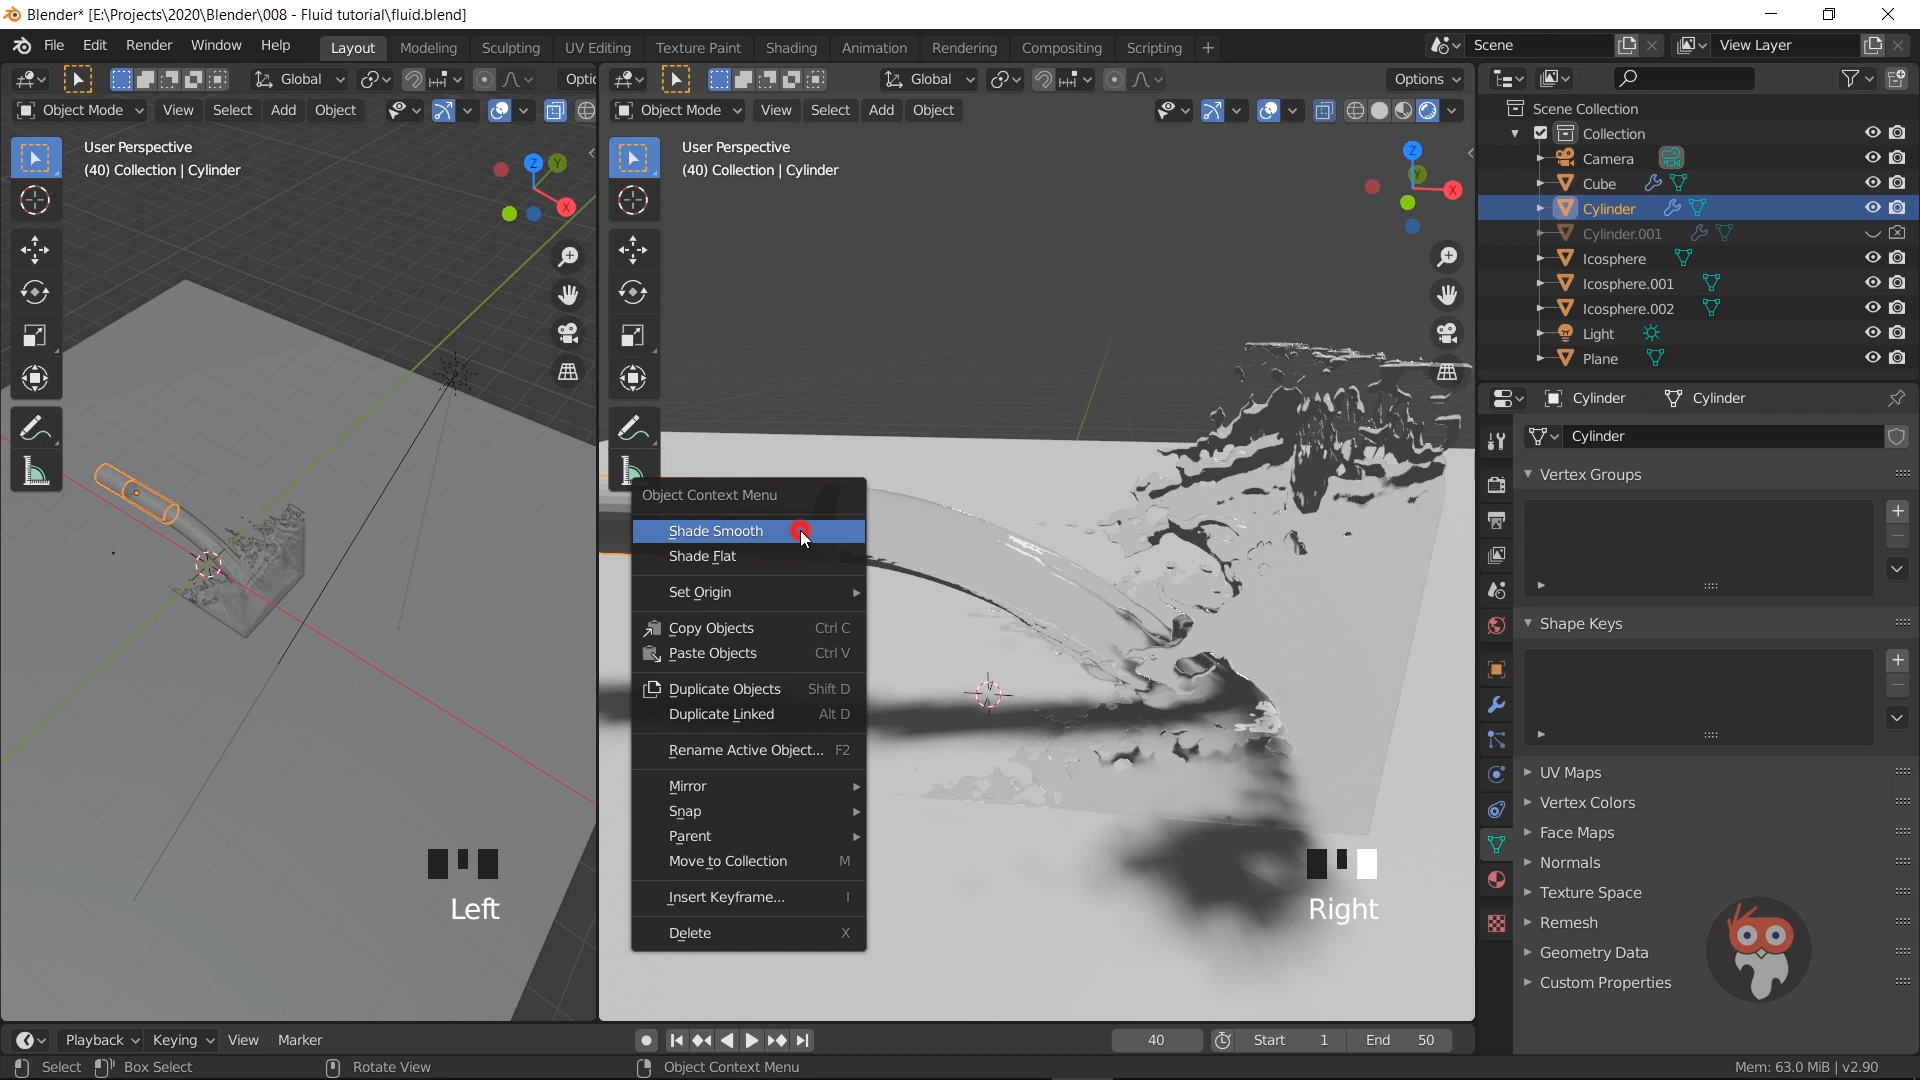 Blender* [E:\Projects\2020\Blender\008 - Fluid tutorial\fluid.blend]
File Edit Render Window Help Layout Modeling Sculpting UV Editing Texture Paint Shading Animation Rendering Compositing Scripting + Scene View Layer
Global Optic Global Options
Object Mode View Select Add Object Object Mode View Select Add Object
User Perspective
(40) Collection | Cylinder
User Perspective
(40) Collection | Cylinder
Z
Y
X
Z
Y
X
Scene Collection
Collection
Camera
Cube
Cylinder
Cylinder.001
Icosphere
Icosphere.001
Icosphere.002
Light
Plane
Cylinder Cylinder
Cylinder
Vertex Groups
Shape Keys
UV Maps
Vertex Colors
Face Maps
Normals
Texture Space
Remesh
Geometry Data
Custom Properties
Object Context Menu
Shade Smooth
Shade Flat
Set Origin
Copy Objects Ctrl C
Paste Objects Ctrl V
Duplicate Objects Shift D
Duplicate Linked Alt D
Rename Active Object... F2
Mirror
Snap
Parent
Move to Collection M
Insert Keyframe... I
Delete X
Left
Right
Playback Keying View Marker 40 Start 1 End 50
Select Box Select Rotate View Object Context Menu Mem: 63.0 MiB | v2.90